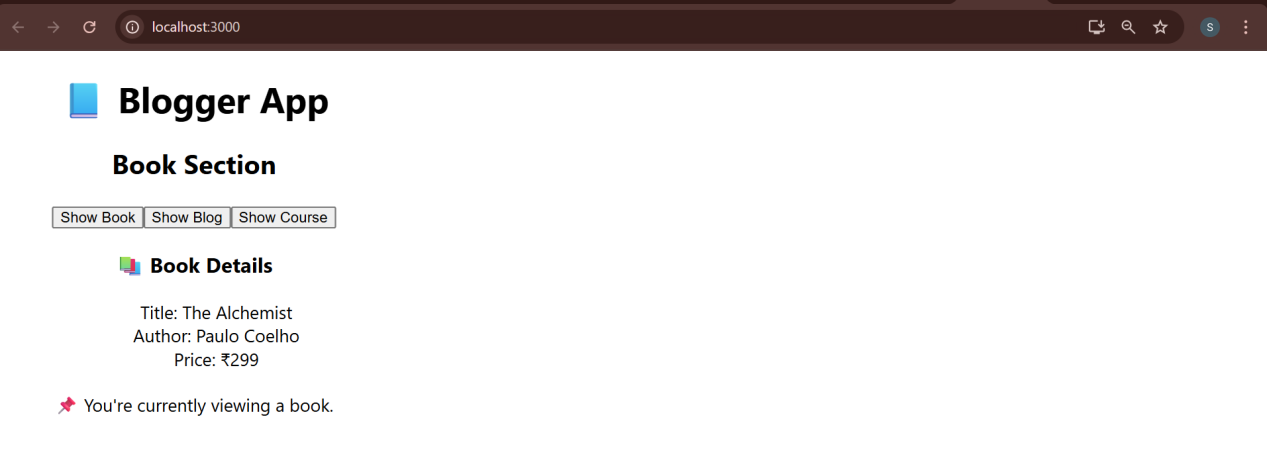 localhost:3000
S
📘 Blogger App
Book Section
Show Book Show Blog Show Course
📚 Book Details
Title: The Alchemist
Author: Paulo Coelho
Price: ₹299
📌 You're currently viewing a book.